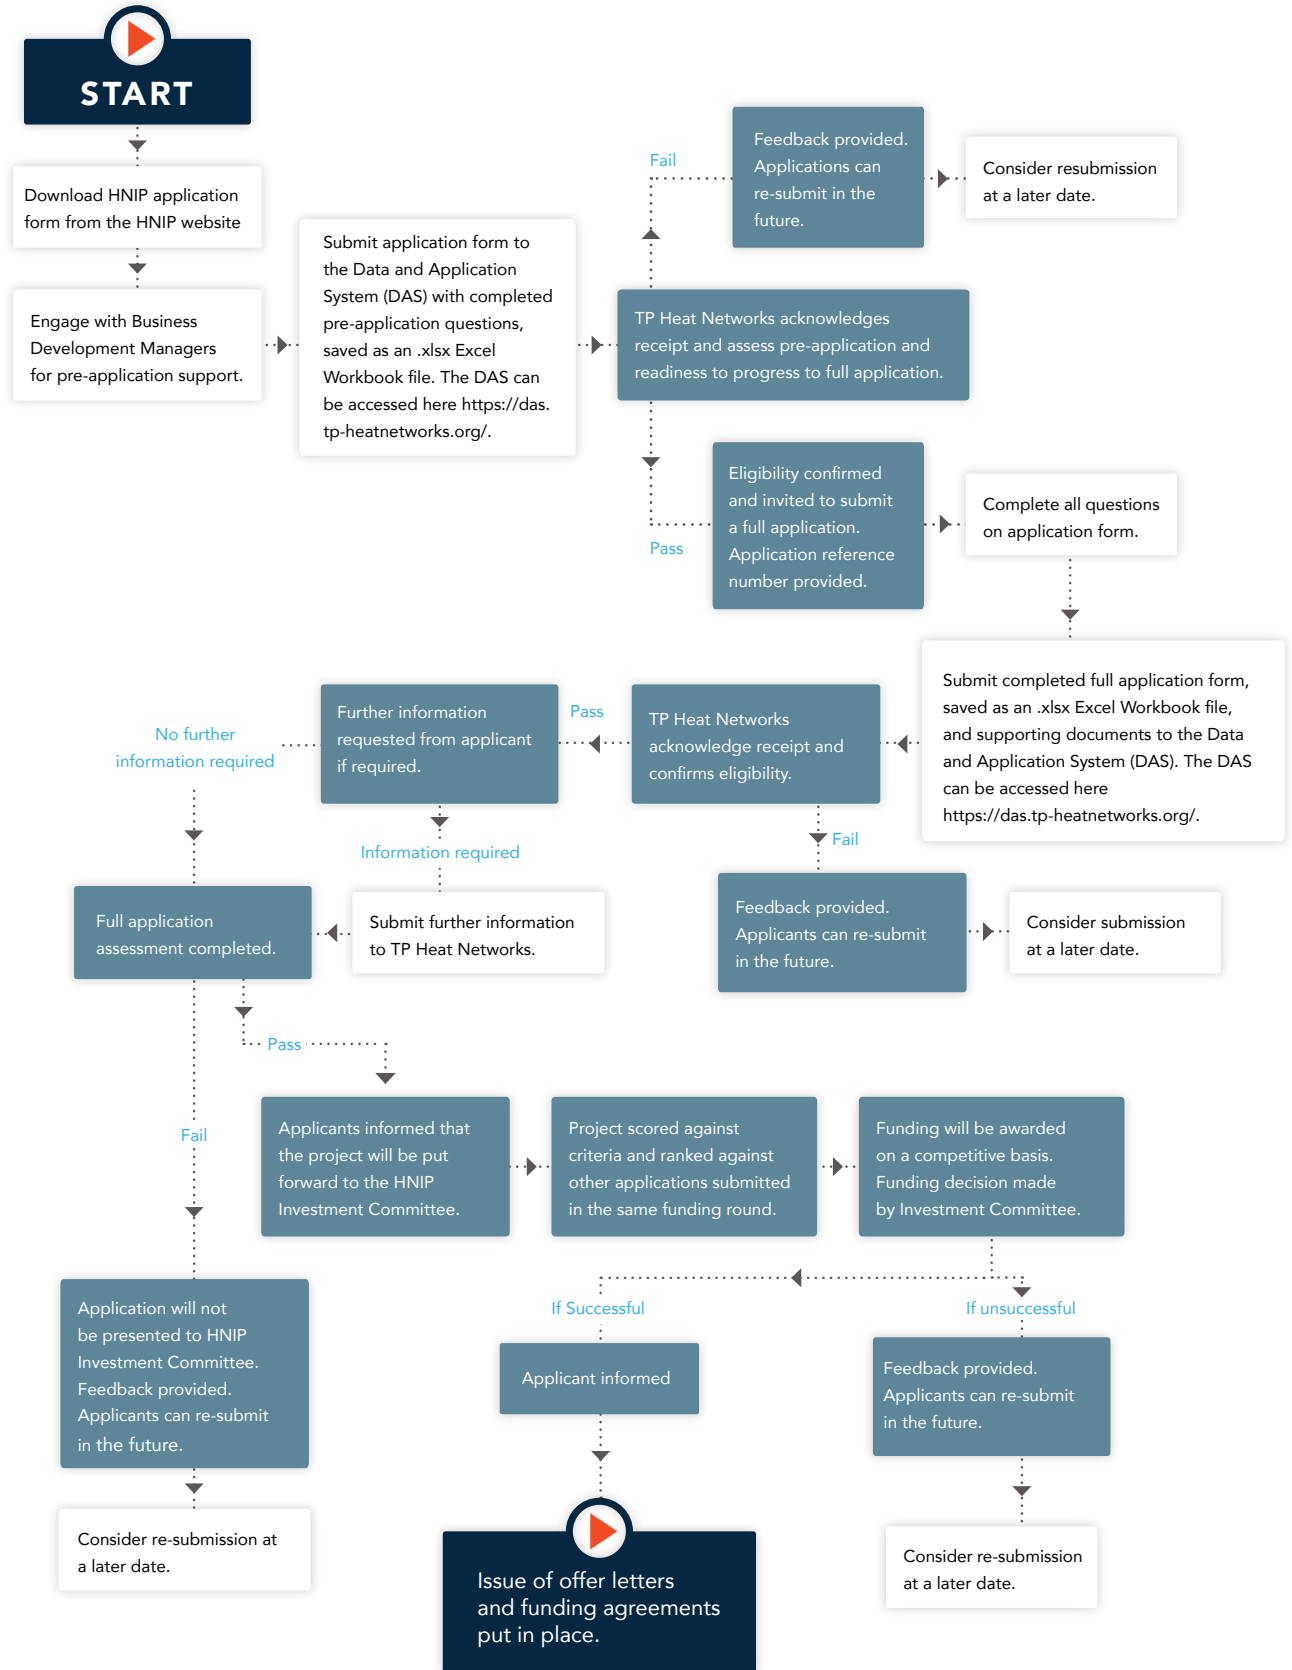 START
Download HNIP application
form from the HNIP website
Engage with Business
Development Managers
for pre-application support.
Submit application form to
the Data and Application
System (DAS) with completed
pre-application questions,
saved as an .xlsx Excel
Workbook file. The DAS can
be accessed here https://das.
tp-heatnetworks.org/.
TP Heat Networks acknowledges
receipt and assess pre-application and
readiness to progress to full application.
Fail
Feedback provided.
Applications can
re-submit in the
future.
Consider resubmission
at a later date.
Pass
Eligibility confirmed
and invited to submit
a full application.
Application reference
number provided.
Complete all questions
on application form.
Submit completed full application form,
saved as an .xlsx Excel Workbook file,
and supporting documents to the Data
and Application System (DAS). The DAS
can be accessed here
https://das.tp-heatnetworks.org/.
TP Heat Networks
acknowledge receipt and
confirms eligibility.
Fail
Feedback provided.
Applicants can re-submit
in the future.
Consider submission
at a later date.
Pass
Further information
requested from applicant
if required.
No further
information required
Information required
Submit further information
to TP Heat Networks.
Full application
assessment completed.
Pass
Applicants informed that
the project will be put
forward to the HNIP
Investment Committee.
Project scored against
criteria and ranked against
other applications submitted
in the same funding round.
Funding will be awarded
on a competitive basis.
Funding decision made
by Investment Committee.
Fail
Application will not
be presented to HNIP
Investment Committee.
Feedback provided.
Applicants can re-submit
in the future.
Consider re-submission at
a later date.
If Successful
Applicant informed
Issue of offer letters
and funding agreements
put in place.
If unsuccessful
Feedback provided.
Applicants can re-submit
in the future.
Consider re-submission
at a later date.